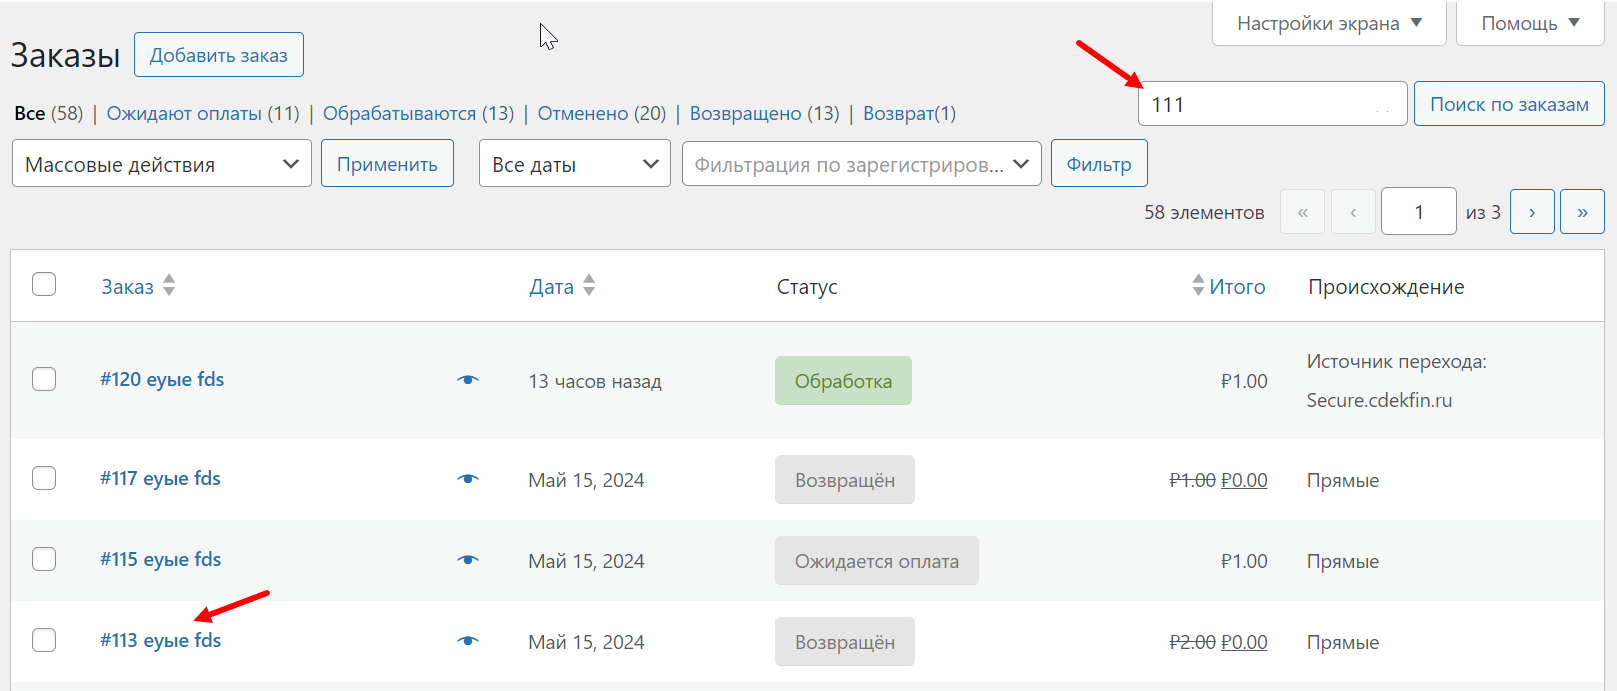 Настройки экрана ▼ Помощь ▼
Заказы Добавить заказ
Все (58) | Ожидают оплаты (11) | Обрабатываются (13) | Отменено (20) | Возвращено (13) | Возврат(1)
111 Поиск по заказам
Массовые действия Применить Все даты Фильтрация по зарегистриров... Фильтр
58 элементов « ‹ 1 из 3 › »
Заказ Дата Статус Итого Происхождение
#120 еуые fds 13 часов назад Обработка ₽1.00 Источник перехода:
Secure.cdekfin.ru
#117 еуые fds Май 15, 2024 Возвращён ₽1.00 ₽0.00 Прямые
#115 еуые fds Май 15, 2024 Ожидается оплата ₽1.00 Прямые
#113 еуые fds Май 15, 2024 Возвращён ₽2.00 ₽0.00 Прямые